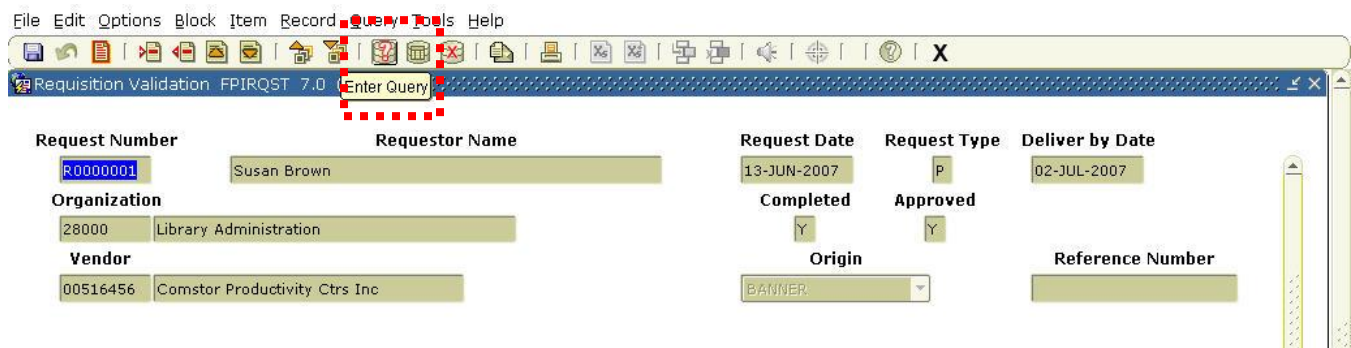 File Edit Options Block Item Record Query Tools Help
X
Requisition Validation FPIRQST 7.0
Enter Query
Request Number Requestor Name Request Date Request Type Deliver by Date
R0000001 Susan Brown 13-JUN-2007 P 02-JUL-2007
Organization Completed Approved
28000 Library Administration Y Y
Vendor Origin Reference Number
00516456 Comstor Productivity Ctrs Inc BANNER